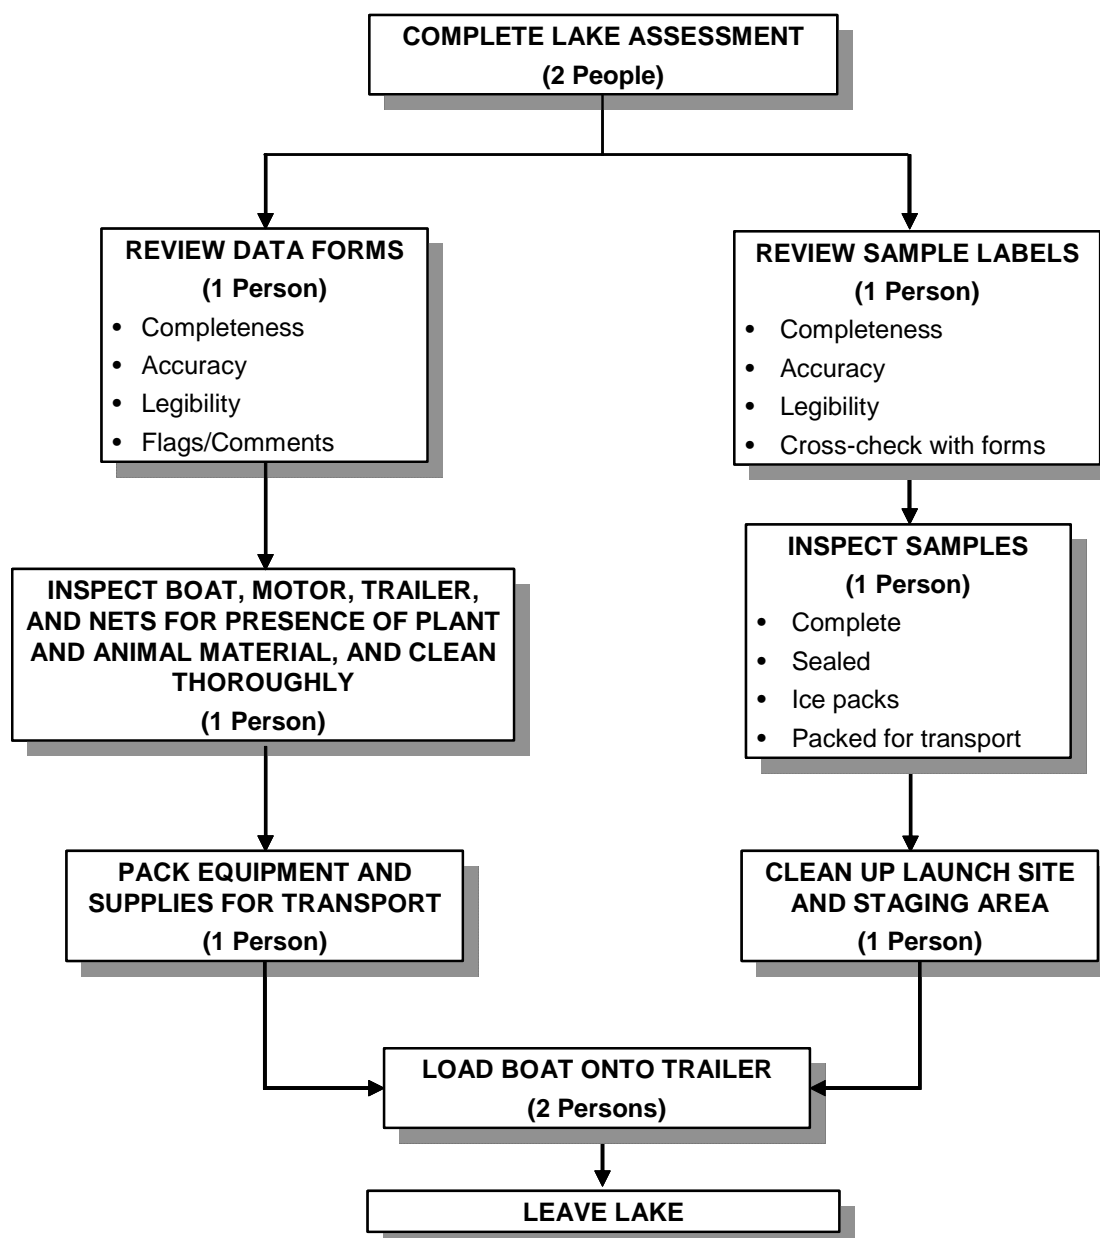 COMPLETE LAKE ASSESSMENT
(2 People)
REVIEW DATA FORMS
(1 Person)
• Completeness
• Accuracy
• Legibility
• Flags/Comments
REVIEW SAMPLE LABELS
(1 Person)
• Completeness
• Accuracy
• Legibility
• Cross-check with forms
INSPECT BOAT, MOTOR, TRAILER,
AND NETS FOR PRESENCE OF PLANT
AND ANIMAL MATERIAL, AND CLEAN
THOROUGHLY
(1 Person)
INSPECT SAMPLES
(1 Person)
• Complete
• Sealed
• Ice packs
• Packed for transport
PACK EQUIPMENT AND
SUPPLIES FOR TRANSPORT
(1 Person)
CLEAN UP LAUNCH SITE
AND STAGING AREA
(1 Person)
LOAD BOAT ONTO TRAILER
(2 Persons)
LEAVE LAKE